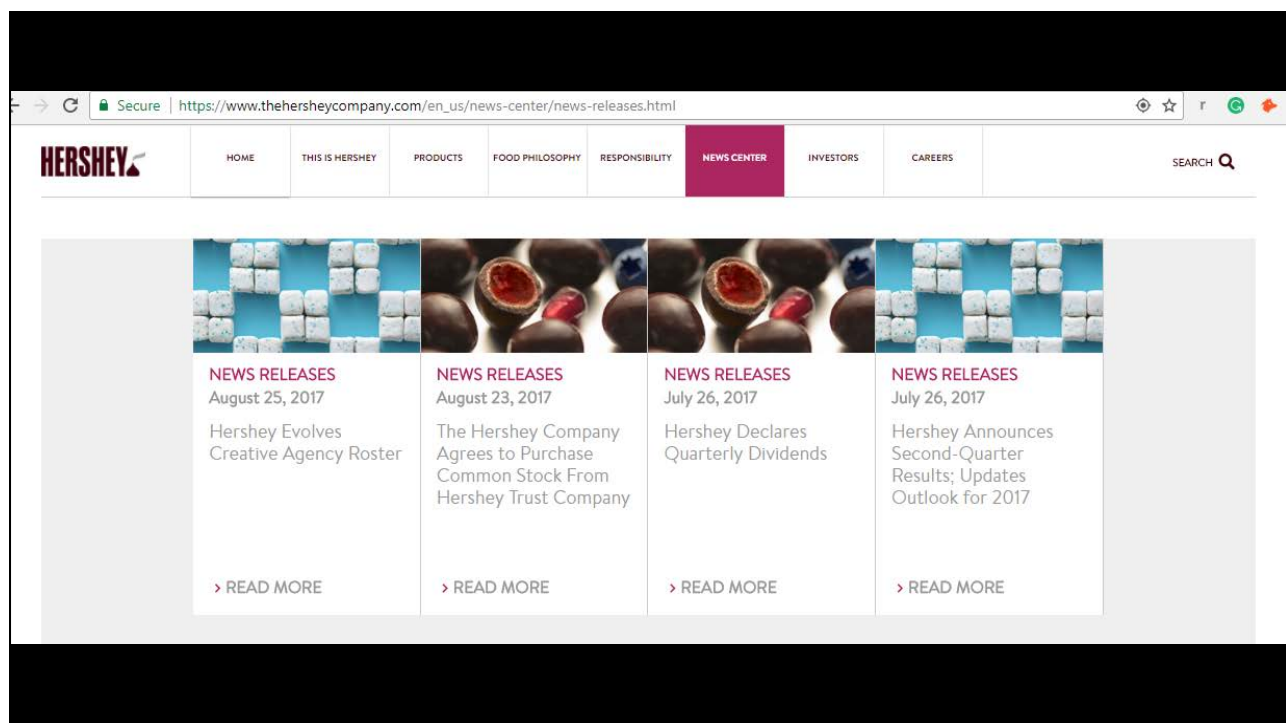 Secure | https://www.thehersheycompany.com/en_us/news-center/news-releases.html
r
HERSHEY
HOME
THIS IS HERSHEY
PRODUCTS
FOOD PHILOSOPHY
RESPONSIBILITY
NEWS CENTER
INVESTORS
CAREERS
SEARCH
NEWS RELEASES
August 25, 2017
Hershey Evolves
Creative Agency Roster
> READ MORE
NEWS RELEASES
August 23, 2017
The Hershey Company
Agrees to Purchase
Common Stock From
Hershey Trust Company
> READ MORE
NEWS RELEASES
July 26, 2017
Hershey Declares
Quarterly Dividends
> READ MORE
NEWS RELEASES
July 26, 2017
Hershey Announces
Second-Quarter
Results; Updates
Outlook for 2017
> READ MORE